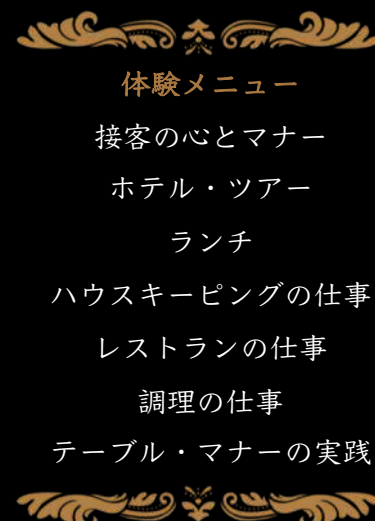 体験メニュー
接客の心とマナー
ホテル・ツアー
ランチ
ハウスキーピングの仕事
レストランの仕事
調理の仕事
テーブル・マナーの実践